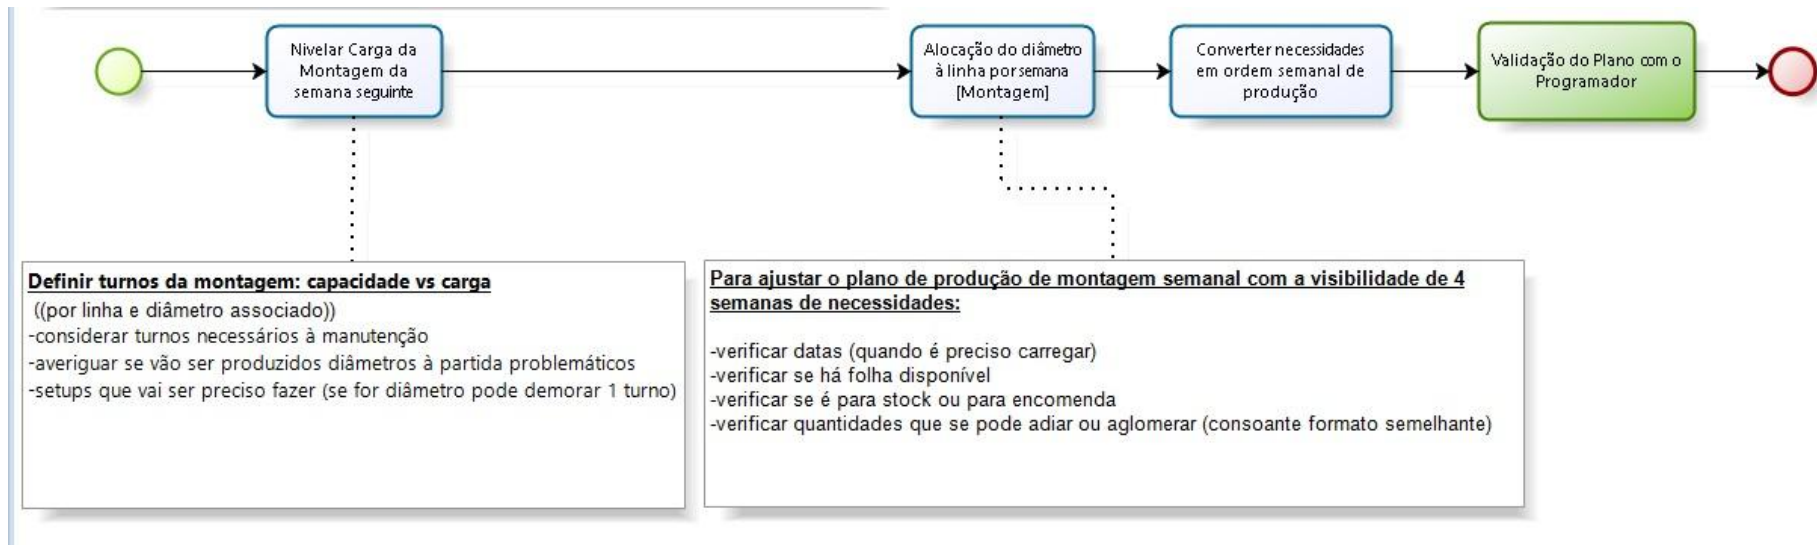 Nivelar Carga da
Montagem da
semana seguinte
Alocação do diâmetro
à linha por semana
[Montagem]
Converter necessidades
em ordem semanal de
produção
Validação do Plano com o
Programador
Definir turnos da montagem: capacidade vs carga
((por linha e diâmetro associado))
-considerar turnos necessários à manutenção
-averiguar se vão ser produzidos diâmetros à partida problemáticos
-setups que vai ser preciso fazer (se for diâmetro pode demorar 1 turno)
Para ajustar o plano de produção de montagem semanal com a visibilidade de 4
semanas de necessidades:
-verificar datas (quando é preciso carregar)
-verificar se há folha disponível
-verificar se é para stock ou para encomenda
-verificar quantidades que se pode adiar ou aglomerar (consoante formato semelhante)